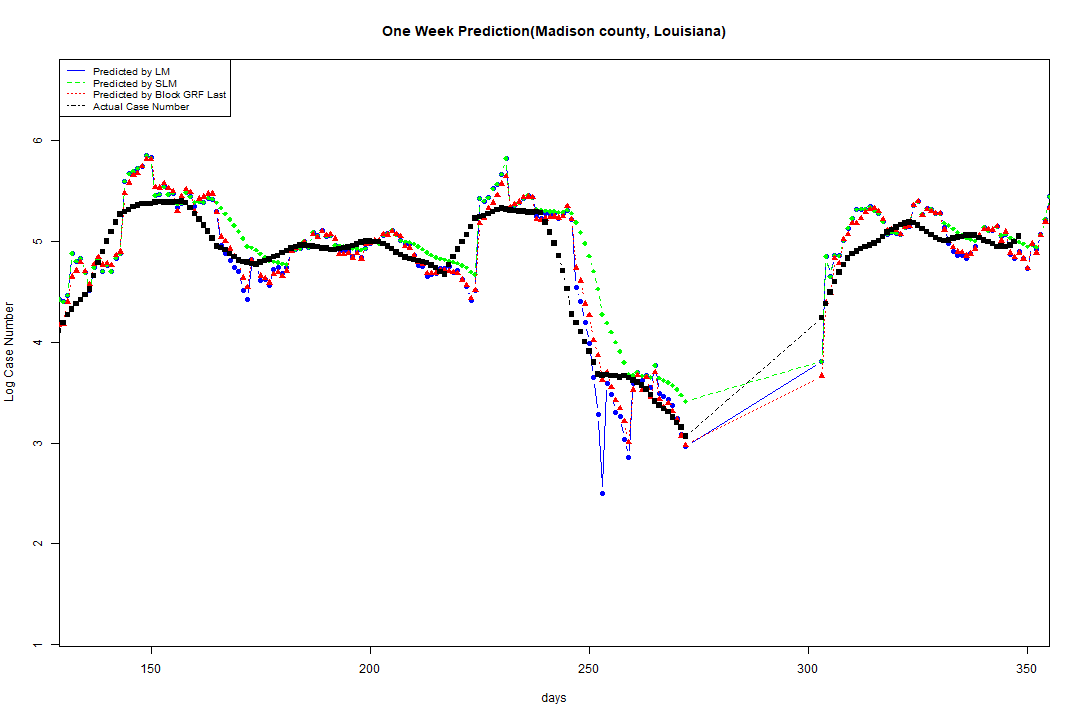 One Week Prediction(Madison county, Louisiana)
Predicted by LM
Predicted by SLM
Predicted by Block GRF Last
Actual Case Number
6
5
4
3
2
1
Log Case Number
150 200 250 300 350
days